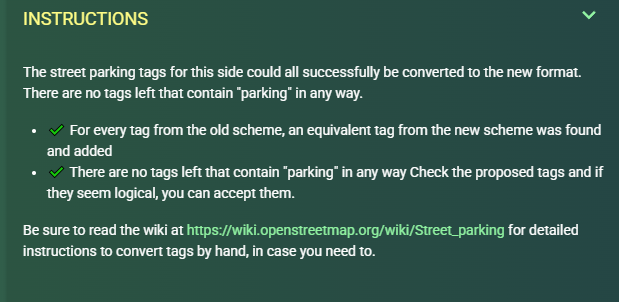 INSTRUCTIONS
The street parking tags for this side could all successfully be converted to the new format.
There are no tags left that contain "parking" in any way.
• ✔ For every tag from the old scheme, an equivalent tag from the new scheme was found
and added
• ✔ There are no tags left that contain "parking" in any way Check the proposed tags and if
they seem logical, you can accept them.
Be sure to read the wiki at https://wiki.openstreetmap.org/wiki/Street_parking for detailed
instructions to convert tags by hand, in case you need to.